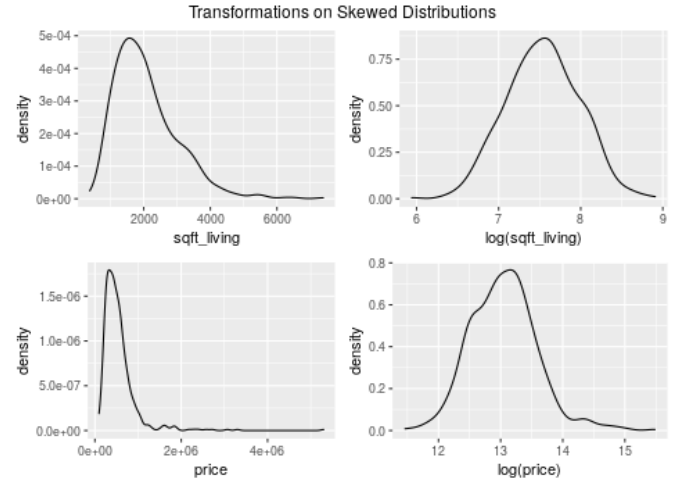 Transformations on Skewed Distributions
5e-04
4e-04
3e-04
2e-04
1e-04
0e+00
density
2000 4000 6000
sqft_living
0.75
0.50
0.25
0.00
density
6 7 8 9
log(sqft_living)
1.5e-06
1.0e-06
5.0e-07
0.0e+00
density
0e+00 2e+06 4e+06
price
0.8
0.6
0.4
0.2
0.0
density
12 13 14 15
log(price)